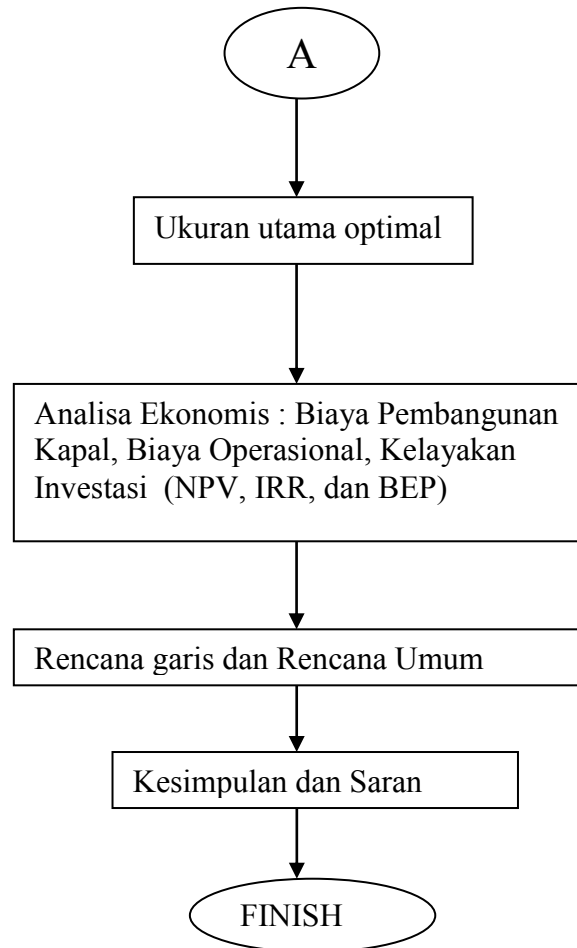 A
Ukuran utama optimal
Analisa Ekonomis : Biaya Pembangunan
Kapal, Biaya Operasional, Kelayakan
Investasi  (NPV, IRR, dan BEP)
Rencana garis dan Rencana Umum
Kesimpulan dan Saran
FINISH